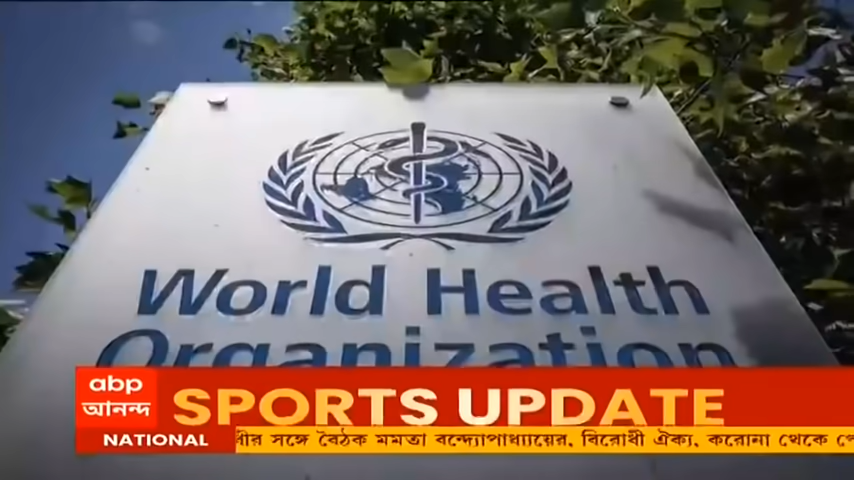 World Health
Organization
abp
আনন্দ
SPORTS UPDATE
NATIONAL
সঙ্গে বৈঠক মমতা বন্দ্যোপাধ্যায়ের, বিরোধী ঐক্য, করোনা থেকে